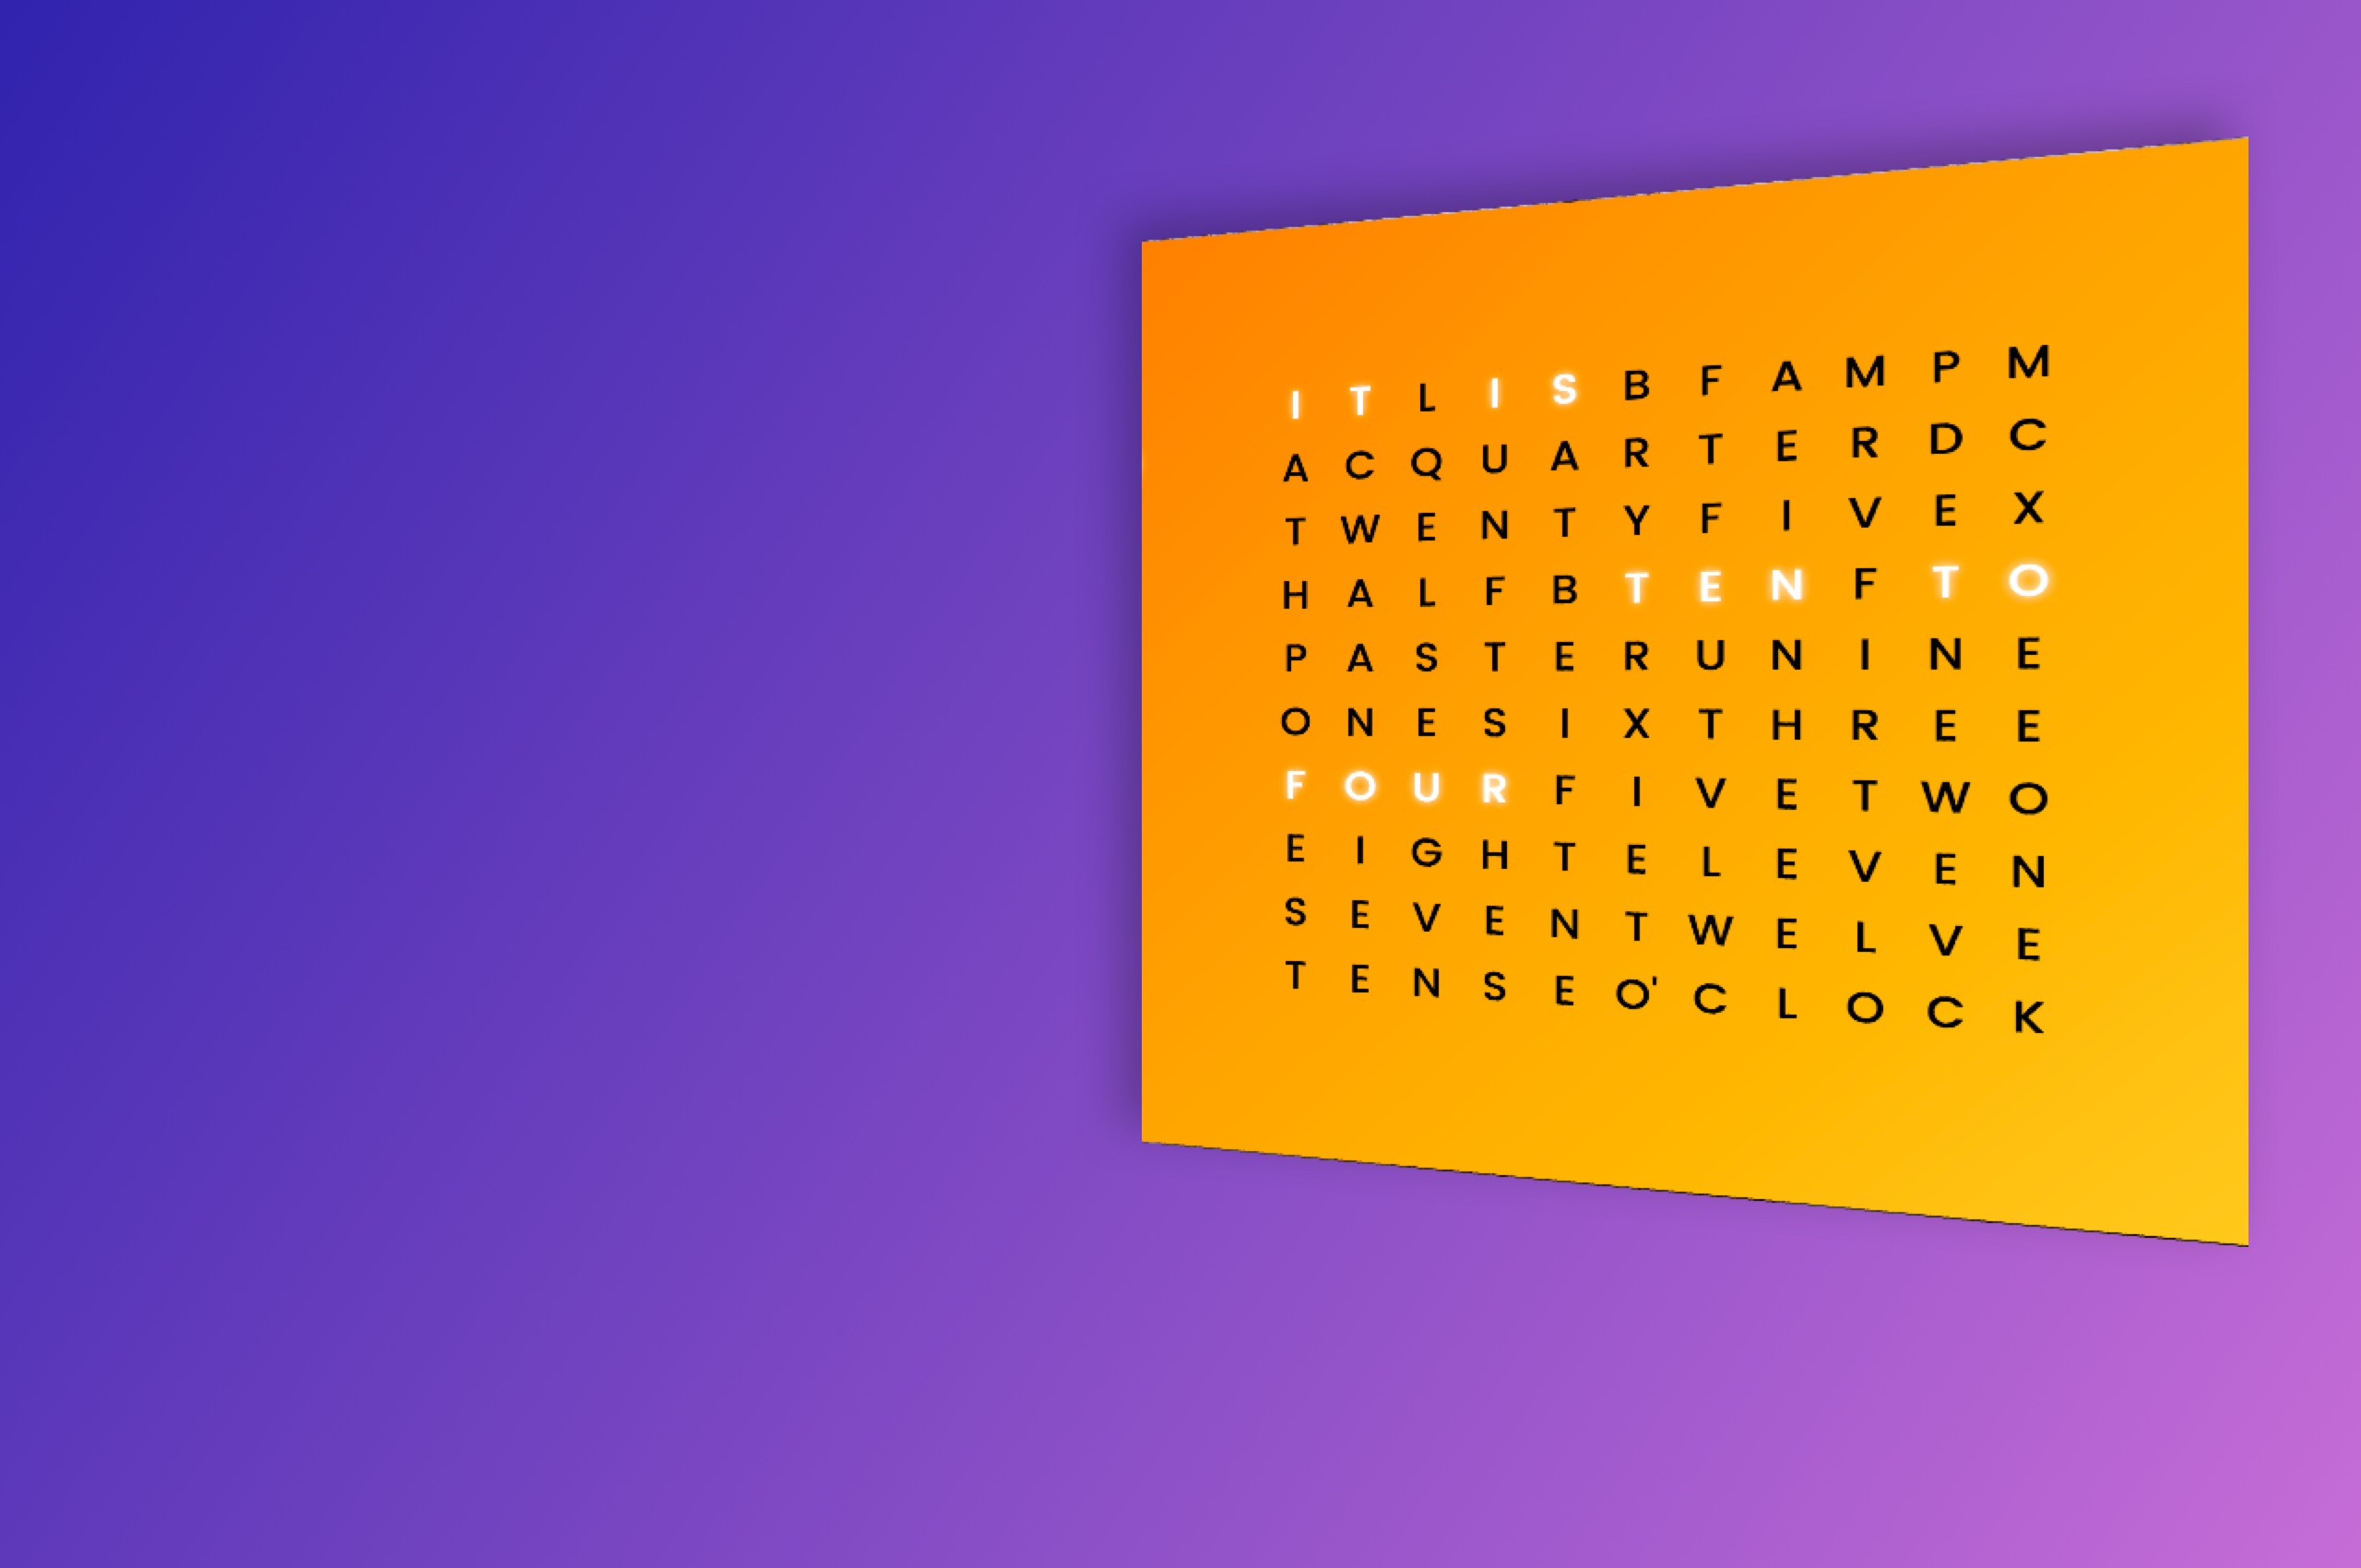 I T L I S B F A M P M
A C Q U A R T E R D C
T W E N T Y F I V E X
H A L F B T E N F T O
P A S T E R U N I N E
O N E S I X T H R E E
F O U R F I V E T W O
E I G H T E L E V E N
S E V E N T W E L V E
T E N S E O' C L O C K